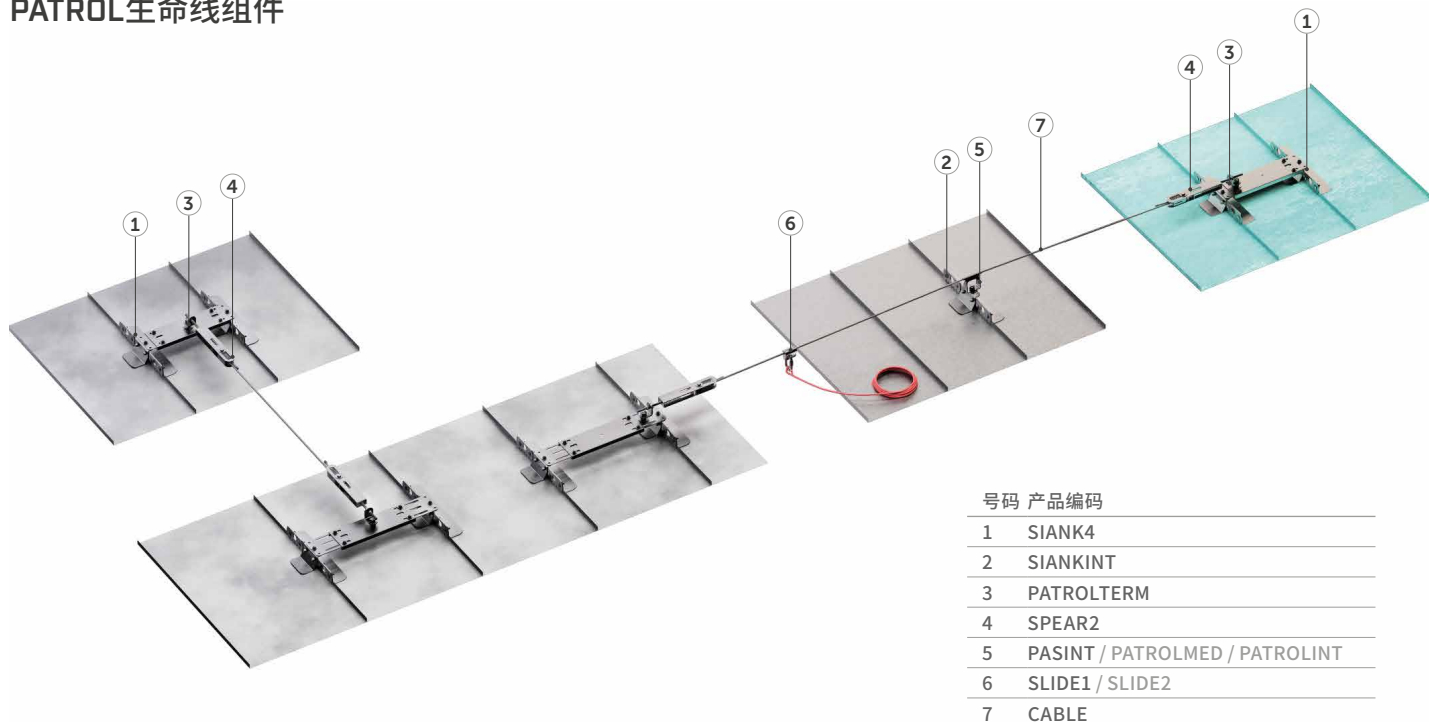 PATROL生命线组件
1
3
4
7
5
2
6
4
3
1
号码 产品编码
1 SIANK4
2 SIANKINT
3 PATROLTERM
4 SPEAR2
5 PASINT / PATROLMED / PATROLINT
6 SLIDE1 / SLIDE2
7 CABLE